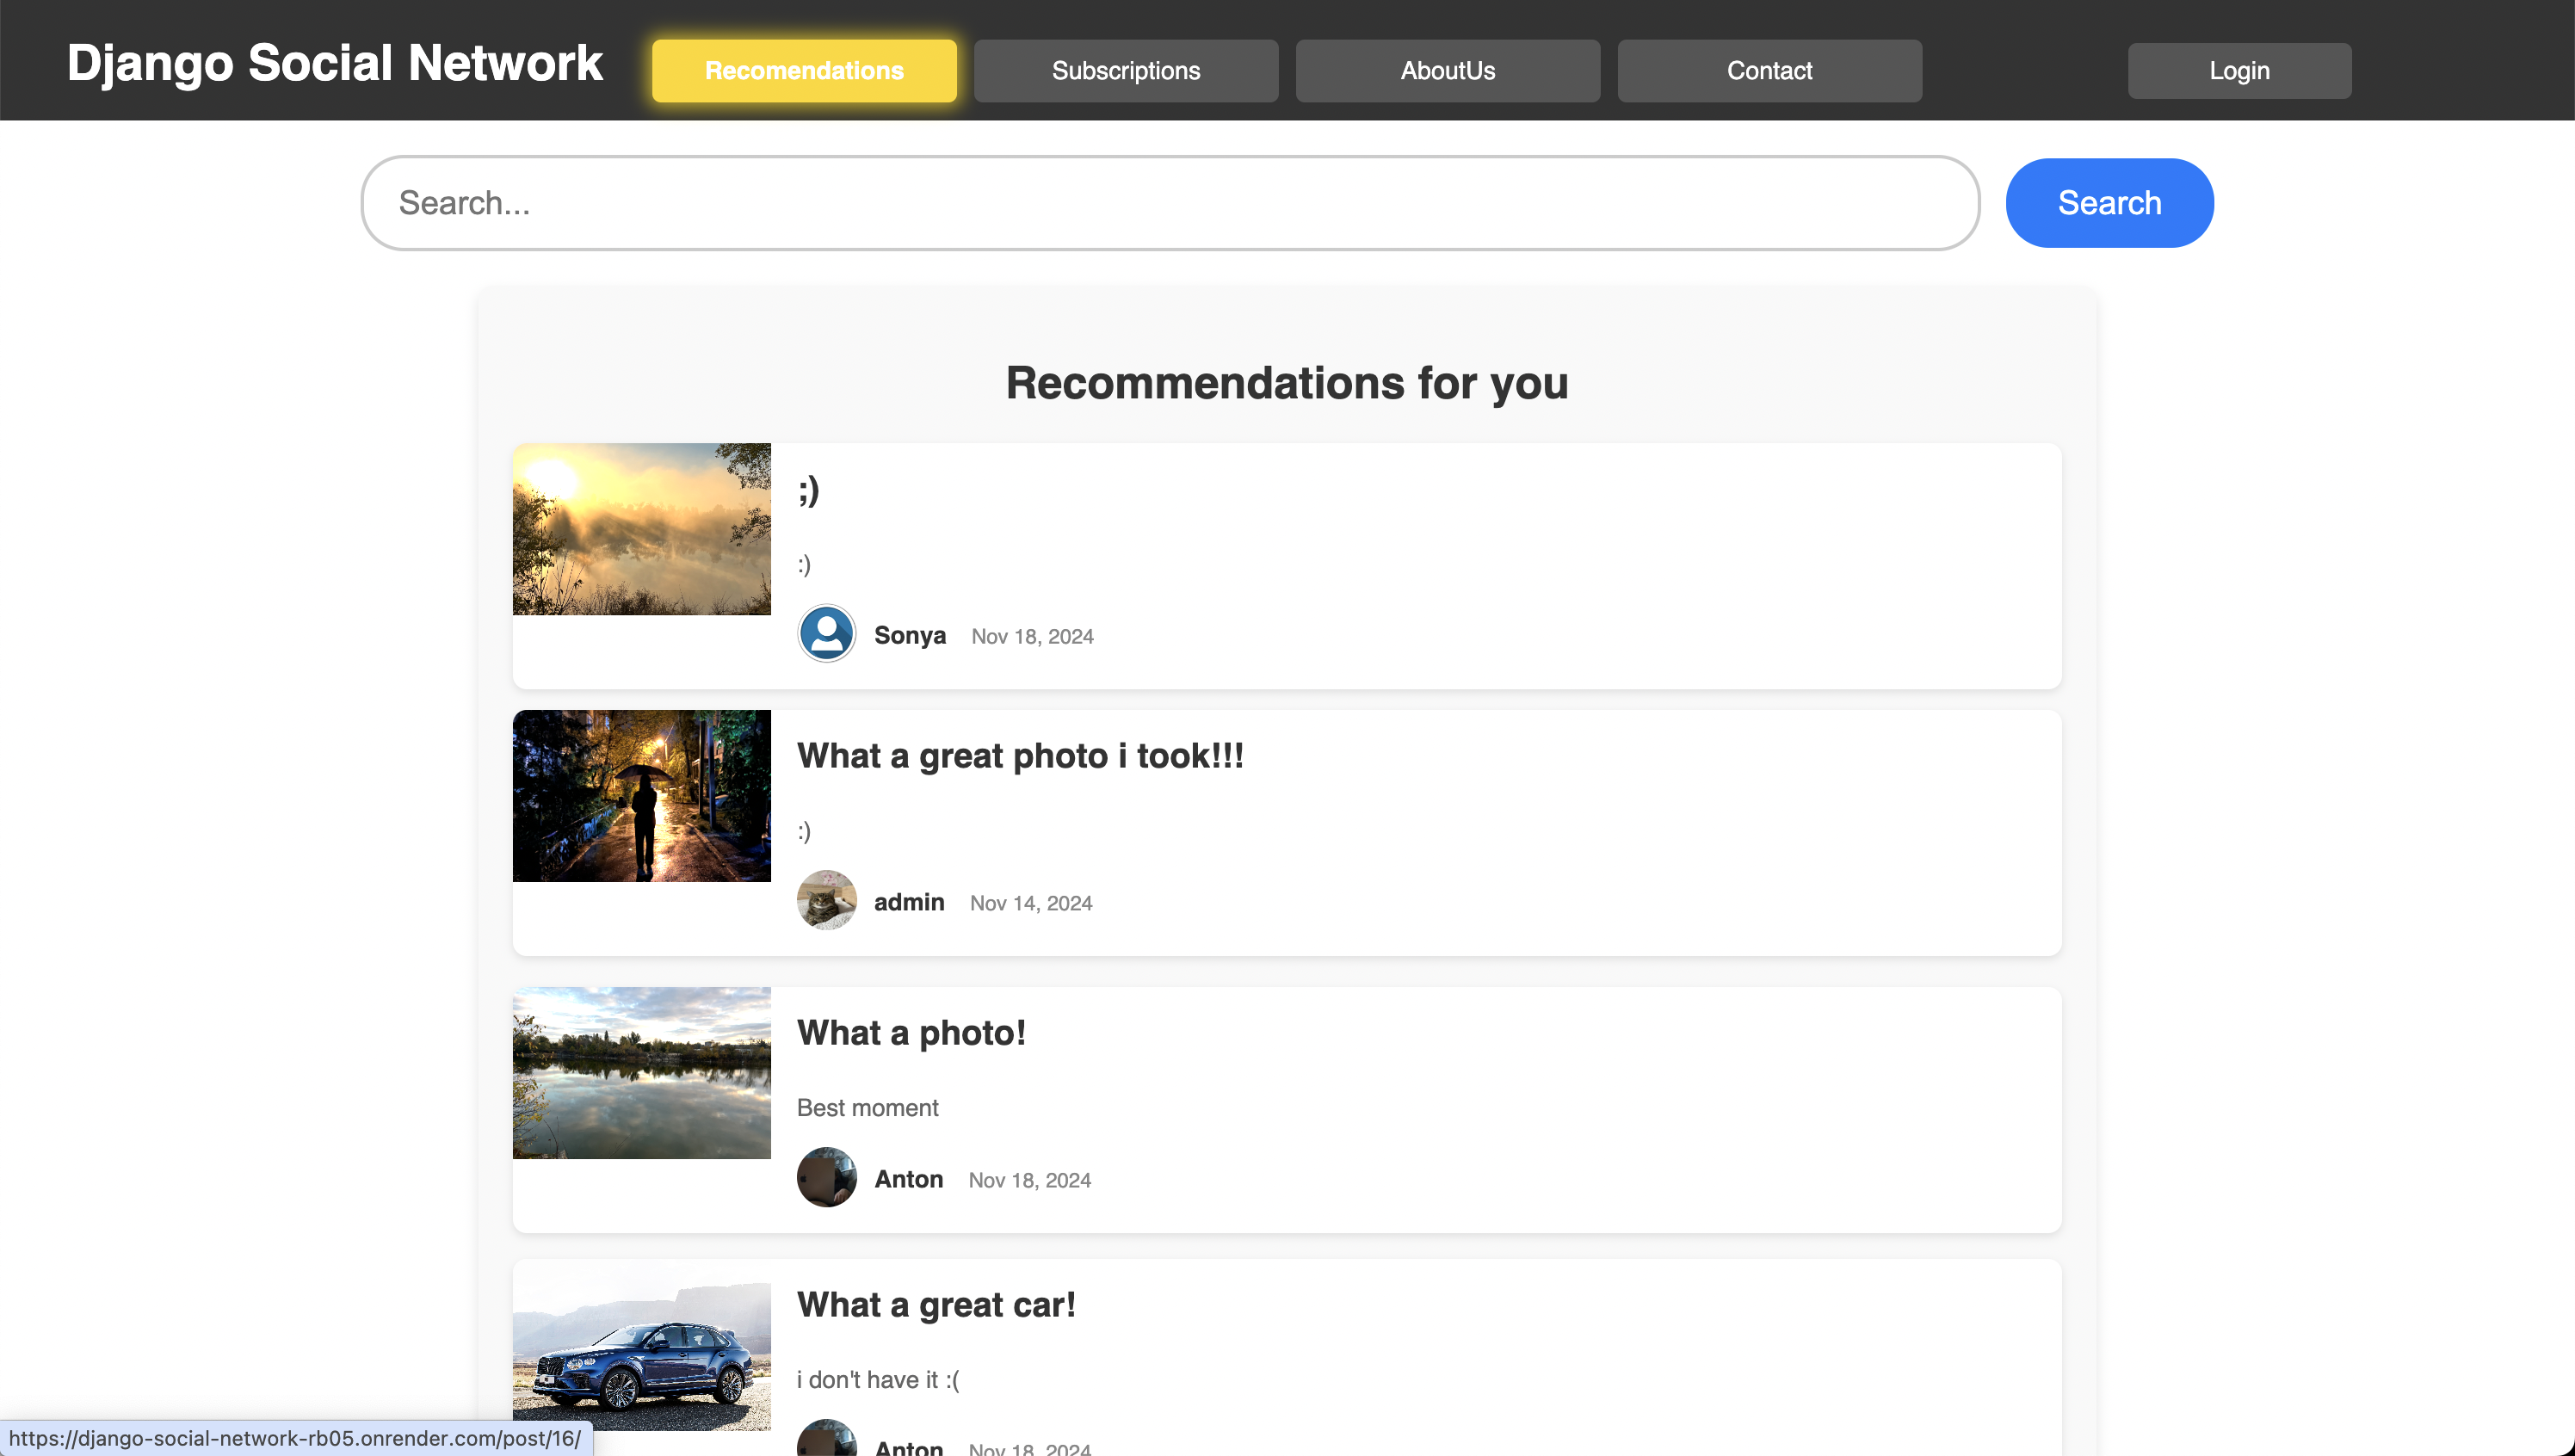 Django Social Network
Recomendations
Subscriptions
AboutUs
Contact
Login
Search...
Search
Recommendations for you
;)
:)
Sonya Nov 18, 2024
What a great photo i took!!!
:)
admin Nov 14, 2024
What a photo!
Best moment
Anton Nov 18, 2024
What a great car!
i don't have it :(
Anton Nov 18, 2024
https://django-social-network-rb05.onrender.com/post/16/